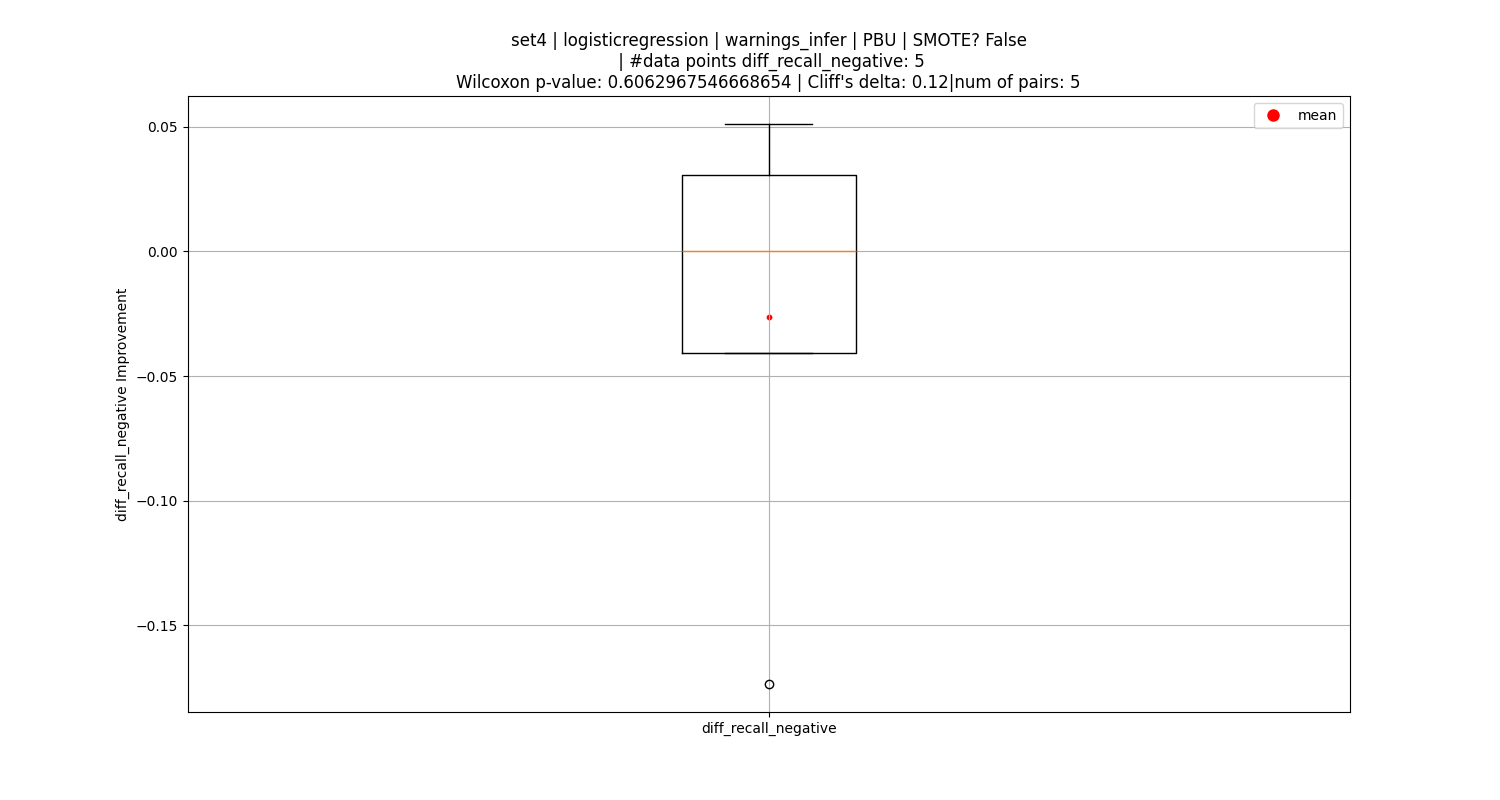 set4 | logisticregression | warnings_infer | PBU | SMOTE? False
| #data points diff_recall_negative: 5
Wilcoxon p-value: 0.6062967546668654 | Cliff's delta: 0.12|num of pairs: 5
mean
0.05
0.00
−0.05
−0.10
−0.15
diff_recall_negative Improvement
diff_recall_negative